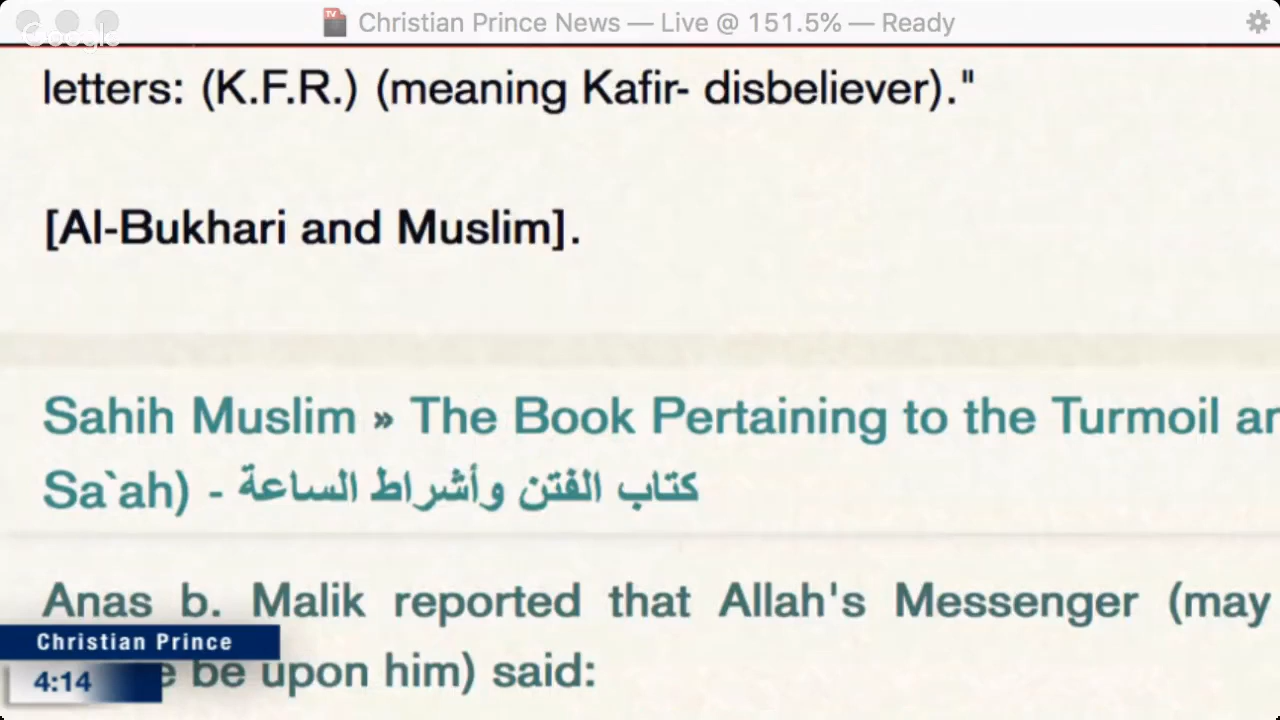 Google
Christian Prince News — Live @ 151.5% — Ready
letters: (K.F.R.) (meaning Kafir- disbeliever)."
[Al-Bukhari and Muslim].
Sahih Muslim » The Book Pertaining to the Turmoil
Sa`ah) - كتاب الفتن وأشراط الساعة
Anas b. Malik reported that Allah's Messenger (may
be upon him) said:
Christian Prince
4:14